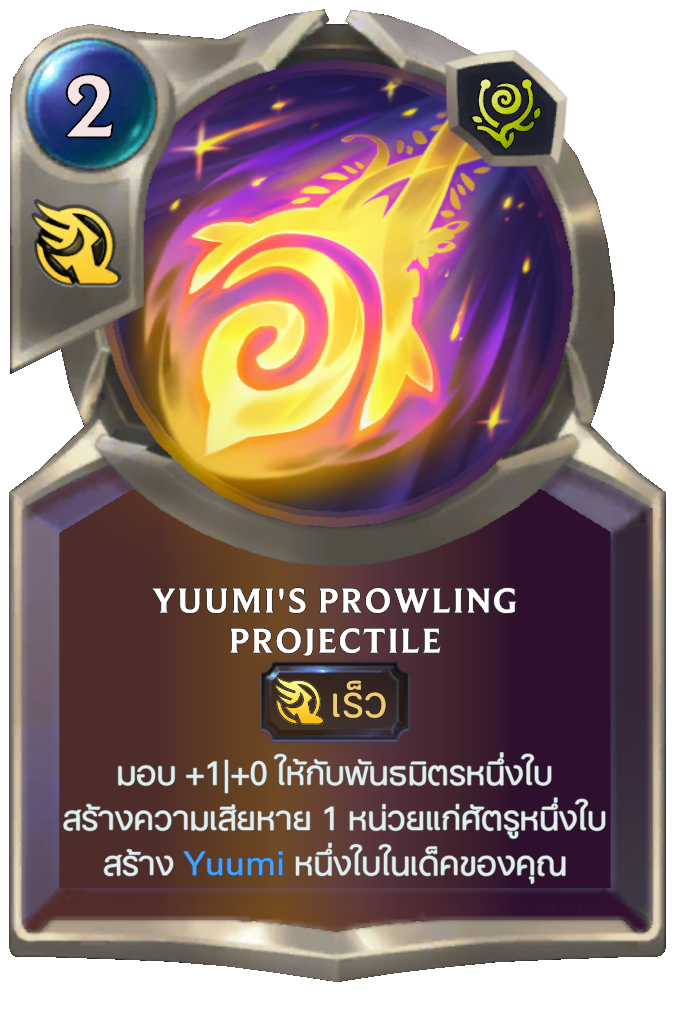 2
YUUMI'S PROWLING
PROJECTILE
เร็ว
มอบ +1|+0 ให้กับพันธมิตรหนึ่งใบ
สร้างความเสียหาย 1 หน่วยแก่ศัตรูหนึ่งใบ
สร้าง Yuumi หนึ่งใบในเด็คของคุณ